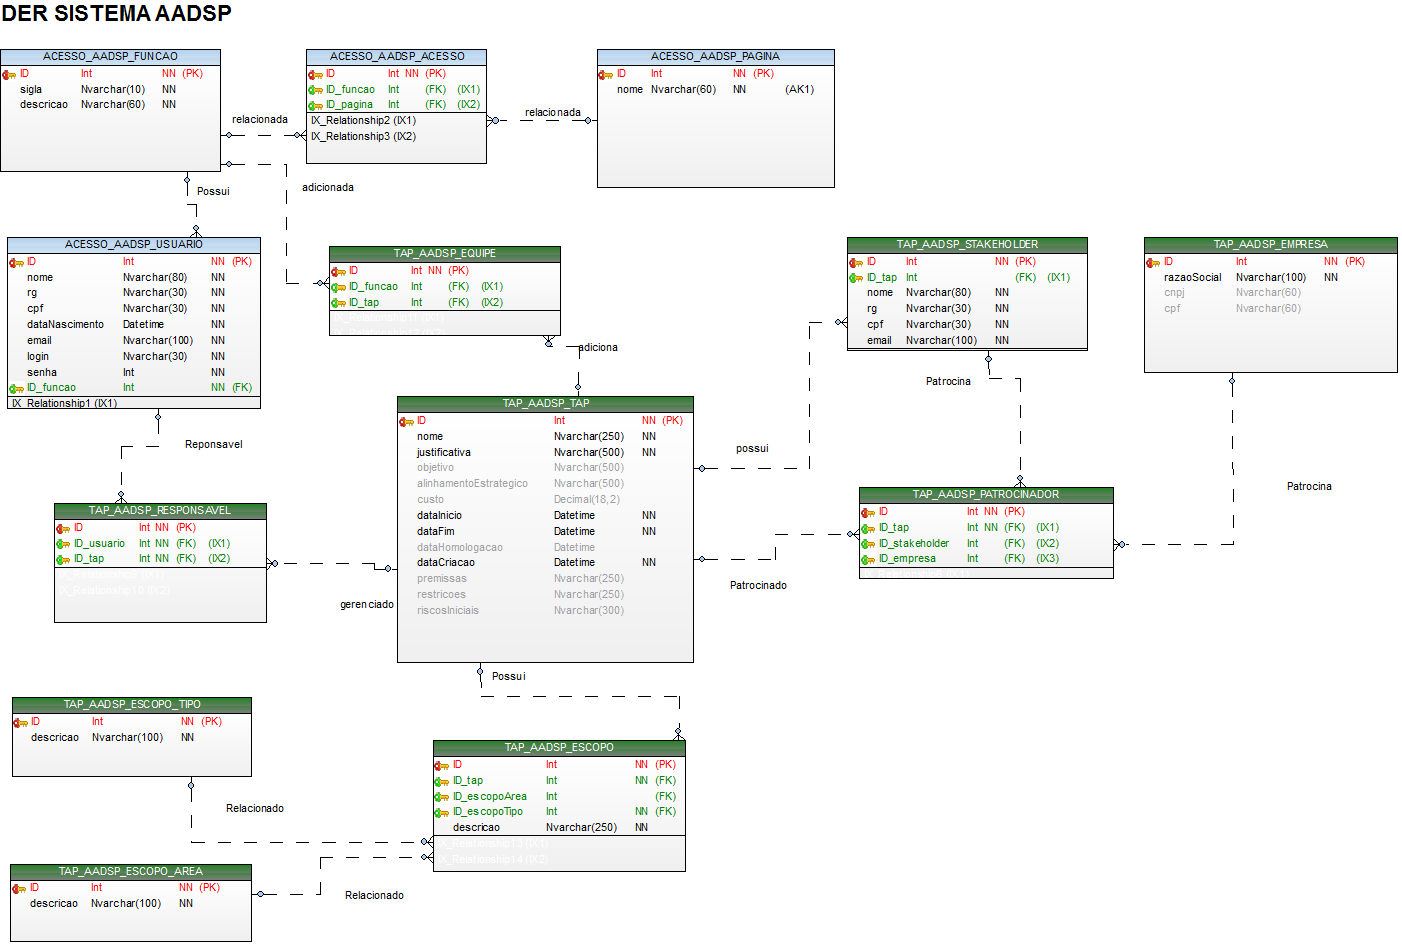 DER SISTEMA AADSP
ACESSO_AADSP_FUNCAO
ID Int NN (PK)
sigla Nvarchar(10) NN
descricao Nvarchar(60) NN
relacionada
ACESSO_AADSP_ACESSO
ID Int NN (PK)
ID_funcao Int (FK) (IX1)
ID_pagina Int (FK) (IX2)
IX_Relationship2 (IX1)
IX_Relationship3 (IX2)
relacionada
ACESSO_AADSP_PAGINA
ID Int NN (PK)
nome Nvarchar(60) NN (AK1)
Possui
adicionada
ACESSO_AADSP_USUARIO
ID Int NN (PK)
nome Nvarchar(80) NN
rg Nvarchar(30) NN
cpf Nvarchar(30) NN
dataNascimento Datetime NN
email Nvarchar(100) NN
login Nvarchar(30) NN
senha Int NN
ID_funcao Int NN (FK)
IX_Relationship1 (IX1)
TAP_AADSP_EQUIPE
ID Int NN (PK)
ID_funcao Int (FK) (IX1)
ID_tap Int (FK) (IX2)
adiciona
TAP_AADSP_STAKEHOLDER
ID Int NN (PK)
ID_tap Int (FK) (IX1)
nome Nvarchar(80) NN
rg Nvarchar(30) NN
cpf Nvarchar(30) NN
email Nvarchar(100) NN
TAP_AADSP_EMPRESA
ID Int NN (PK)
razaoSocial Nvarchar(100) NN
cnpj Nvarchar(60)
cpf Nvarchar(60)
Patrocina
Reponsavel
TAP_AADSP_TAP
ID Int NN (PK)
nome Nvarchar(250) NN
justificativa Nvarchar(500) NN
objetivo Nvarchar(500)
alinhamentoEstrategico Nvarchar(500)
custo Decimal(18,2)
dataInicio Datetime NN
dataFim Datetime NN
dataHomologacao Datetime
dataCriacao Datetime NN
premissas Nvarchar(250)
restricoes Nvarchar(250)
riscosIniciais Nvarchar(300)
possui
Patrocina
TAP_AADSP_RESPONSAVEL
ID Int NN (PK)
ID_usuario Int NN (FK) (IX1)
ID_tap Int NN (FK) (IX2)
IX_Relationship10 (IX2)
gerenciado
TAP_AADSP_PATROCINADOR
ID Int NN (PK)
ID_tap Int NN (FK) (IX1)
ID_stakeholder Int (FK) (IX2)
ID_empresa Int (FK) (IX3)
Patrocinado
Possui
TAP_AADSP_ESCOPO_TIPO
ID Int NN (PK)
descricao Nvarchar(100) NN
Relacionado
TAP_AADSP_ESCOPO
ID Int NN (PK)
ID_tap Int NN (FK)
ID_escopoArea Int (FK)
ID_escopoTipo Int NN (FK)
descricao Nvarchar(250) NN
IX_Relationship13 (IX1)
IX_Relationship14 (IX2)
TAP_AADSP_ESCOPO_AREA
ID Int NN (PK)
descricao Nvarchar(100) NN
Relacionado